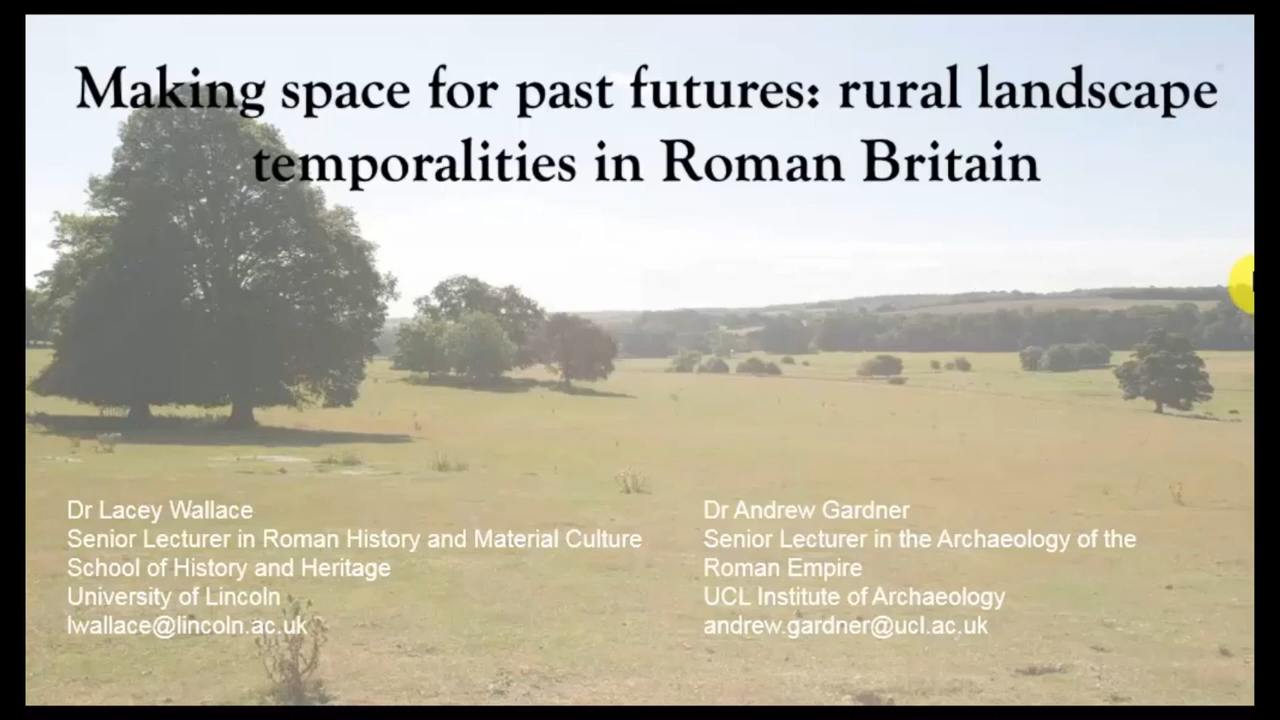 Making space for past futures: rural landscape
temporalities in Roman Britain
Dr Lacey Wallace
Senior Lecturer in Roman History and Material Culture
School of History and Heritage
University of Lincoln
lwallace@lincoln.ac.uk
Dr Andrew Gardner
Senior Lecturer in the Archaeology of the
Roman Empire
UCL Institute of Archaeology
andrew.gardner@ucl.ac.uk